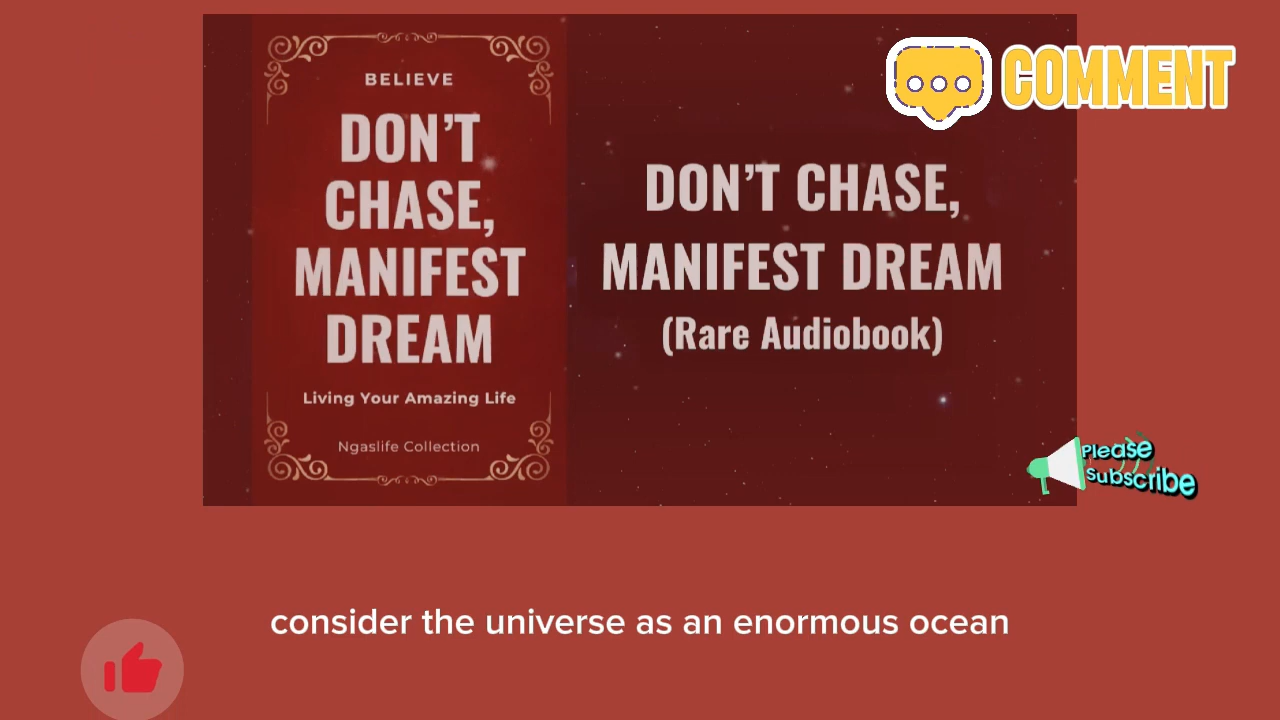 BELIEVE
DON'T
CHASE,
MANIFEST
DREAM
Living Your Amazing Life
Ngaslife Collection
DON'T CHASE,
MANIFEST DREAM
(Rare Audiobook)
COMMENT
Please
Subscribe
consider the universe as an enormous ocean